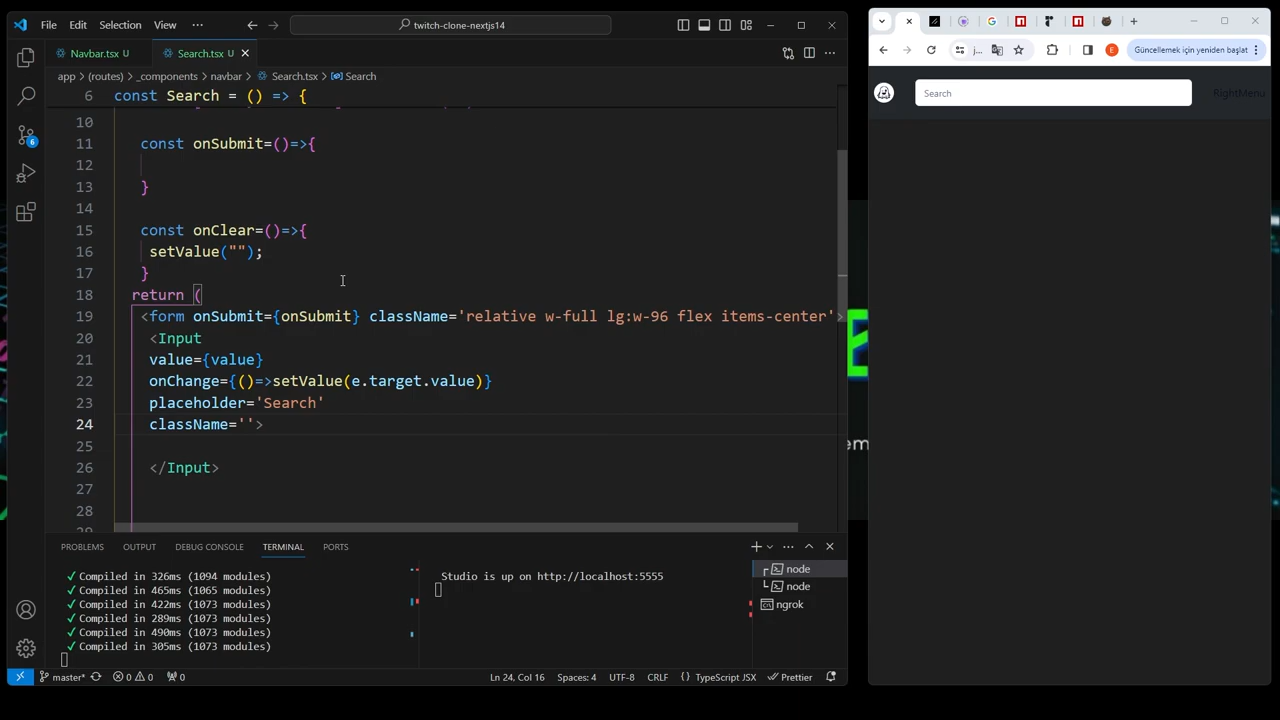 File Edit Selection View ··· twitch-clone-nextjs14
Navbar.tsx U Search.tsx U
app > (routes) > _components > navbar > Search.tsx > Search
6 const Search = () => {
10
11 const onSubmit=()=>{
12
13 }
14
15 const onClear=()=>{
16 setValue("");
17 }
18 return (
19 <form onSubmit={onSubmit} className='relative w-full lg:w-96 flex items-center'>
20 <Input
21 value={value}
22 onChange={()=>setValue(e.target.value)}
23 placeholder='Search'
24 className=''>
25
26 </Input>
27
28
PROBLEMS OUTPUT DEBUG CONSOLE TERMINAL PORTS
✓ Compiled in 326ms (1094 modules)
✓ Compiled in 465ms (1065 modules)
✓ Compiled in 422ms (1073 modules)
✓ Compiled in 289ms (1073 modules)
✓ Compiled in 490ms (1073 modules)
✓ Compiled in 305ms (1073 modules)
Studio is up on http://localhost:5555
node
node
ngrok
6
master* 0 0 0 Ln 24, Col 16 Spaces: 4 UTF-8 CRLF {} TypeScript JSX Prettier
j... E Güncellemek için yeniden başlat
Search RightMenu
em